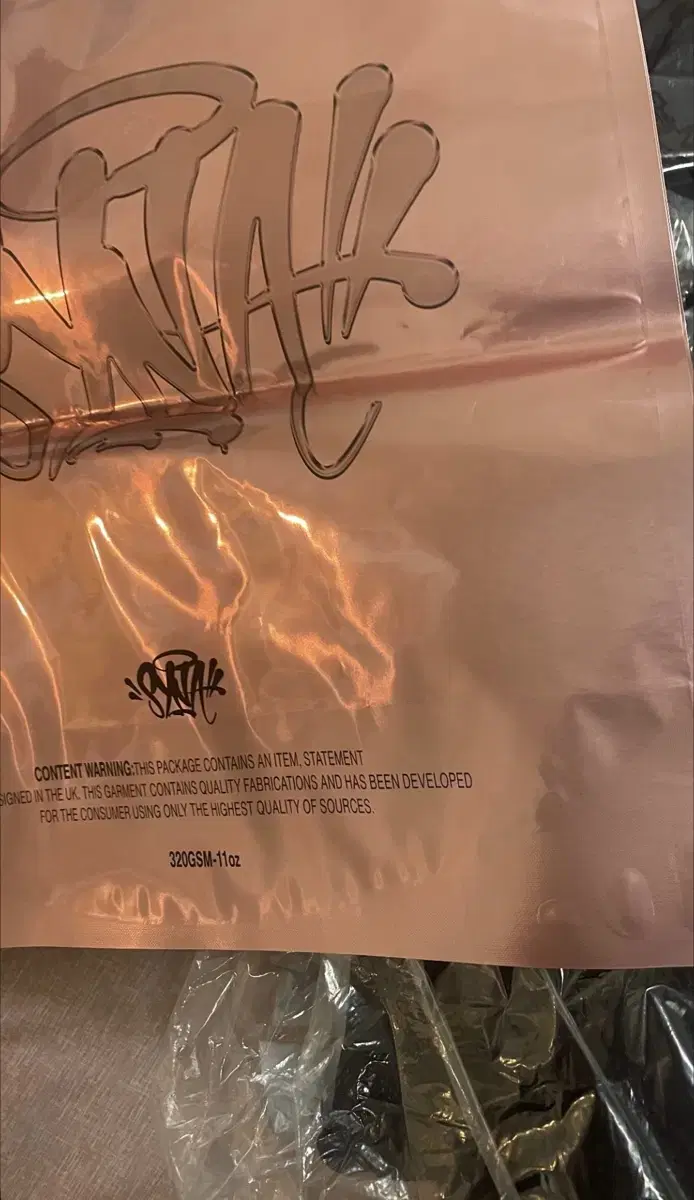 SYNA
CONTENT WARNING:THIS PACKAGE CONTAINS AN ITEM, STATEMENT
SIGNED IN THE UK. THIS GARMENT CONTAINS QUALITY FABRICATIONS AND HAS BEEN DEVELOPED
FOR THE CONSUMER USING ONLY THE HIGHEST QUALITY OF SOURCES.
320GSM-11oz